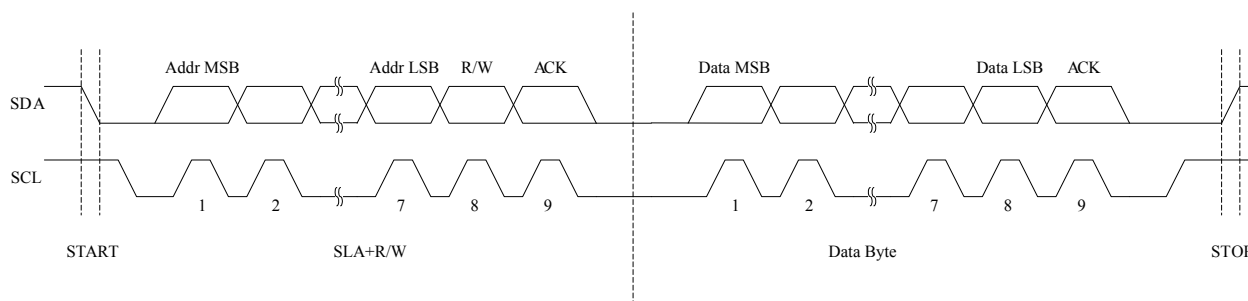 Addr MSB Addr LSB R/W ACK Data MSB Data LSB ACK
SDA
SCL
1 2 7 8 9 1 2 7 8 9
START SLA+R/W Data Byte STOP